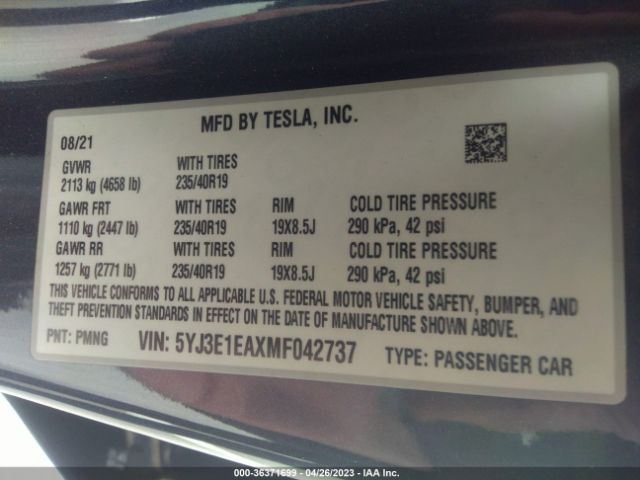 MFD BY TESLA, INC.
08/21
GVWR WITH TIRES
2113 kg (4658 lb) 235/40R19
GAWR FRT WITH TIRES RIM COLD TIRE PRESSURE
1110 kg (2447 lb) 235/40R19 19X8.5J 290 kPa, 42 psi
GAWR RR WITH TIRES RIM COLD TIRE PRESSURE
1257 kg (2771 lb) 235/40R19 19X8.5J 290 kPa, 42 psi
THIS VEHICLE CONFORMS TO ALL APPLICABLE U.S. FEDERAL MOTOR VEHICLE SAFETY, BUMPER, AND
THEFT PREVENTION STANDARDS IN EFFECT ON THE DATE OF MANUFACTURE SHOWN ABOVE.
PNT: PMNG VIN: 5YJ3E1EAXMF042737 TYPE: PASSENGER CAR
000-36371699 - 04/26/2023 - IAA Inc.